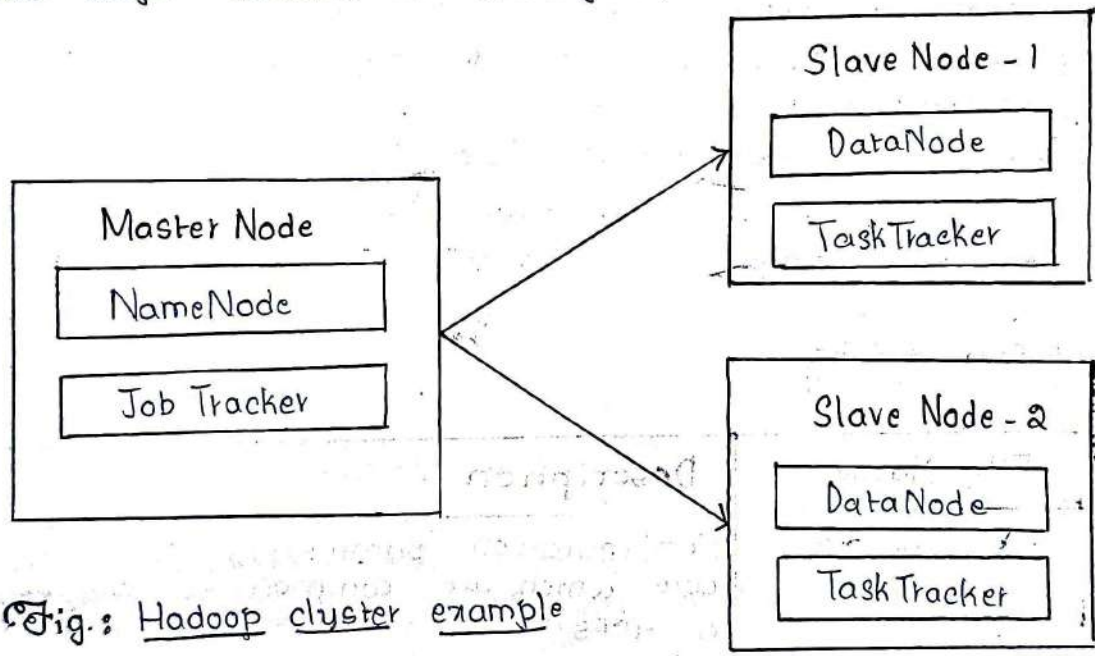 Slave Node - 1
DataNode
TaskTracker
Master Node
NameNode
Job Tracker
Slave Node - 2
DataNode
TaskTracker
Fig.: Hadoop cluster example
Description